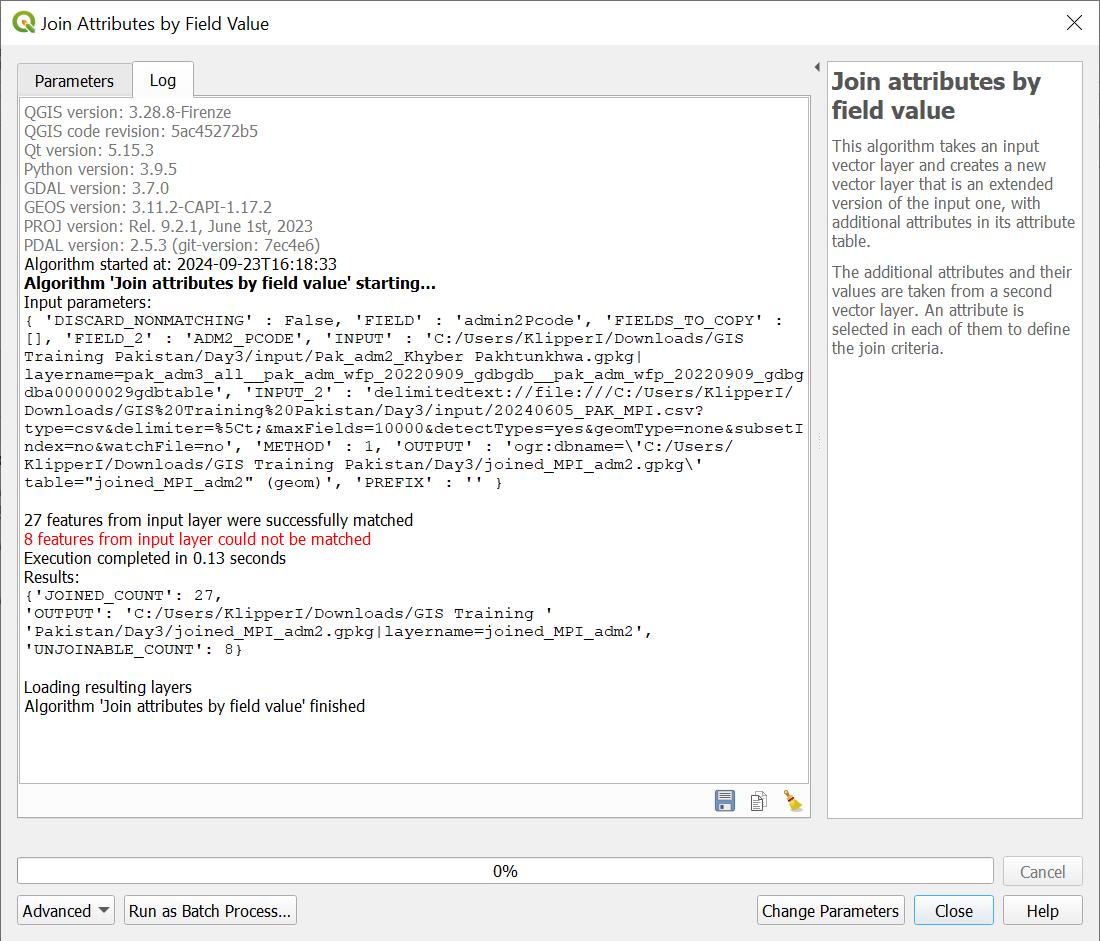 Join Attributes by Field Value
Parameters
Log
QGIS version: 3.28.8-Firenze
QGIS code revision: 5ac45272b5
Qt version: 5.15.3
Python version: 3.9.5
GDAL version: 3.7.0
GEOS version: 3.11.2-CAPI-1.17.2
PROJ version: Rel. 9.2.1, June 1st, 2023
PDAL version: 2.5.3 (git-version: 7ec4e6)
Algorithm started at: 2024-09-23T16:18:33
Algorithm 'Join attributes by field value' starting...
Input parameters:
{ 'DISCARD_NONMATCHING' : False, 'FIELD' : 'admin2Pcode', 'FIELDS_TO_COPY' :
[], 'FIELD_2' : 'ADM2_PCODE', 'INPUT' : 'C:/Users/KlipperI/Downloads/GIS
Training Pakistan/Day3/input/Pak_adm2_Khyber Pakhtunkhwa.gpkg|
layername=pak_adm3_all__pak_adm_wfp_20220909_gdbgdb__pak_adm_wfp_20220909_gdbg
dba00000029gdbtable', 'INPUT_2' : 'delimitedtext://file:///C:/Users/KlipperI/
Downloads/GIS%20Training%20Pakistan/Day3/input/20240605_PAK_MPI.csv?
type=csv&delimiter=%5Ct;&maxFields=10000&detectTypes=yes&geomType=none&subsetI
ndex=no&watchFile=no', 'METHOD' : 1, 'OUTPUT' : 'ogr:dbname=\'C:/Users/
KlipperI/Downloads/GIS Training Pakistan/Day3/joined_MPI_adm2.gpkg\'
table="joined_MPI_adm2" (geom)', 'PREFIX' : '' }
27 features from input layer were successfully matched
8 features from input layer could not be matched
Execution completed in 0.13 seconds
Results:
{'JOINED_COUNT': 27,
'OUTPUT': 'C:/Users/KlipperI/Downloads/GIS Training '
'Pakistan/Day3/joined_MPI_adm2.gpkg|layername=joined_MPI_adm2',
'UNJOINABLE_COUNT': 8}
Loading resulting layers
Algorithm 'Join attributes by field value' finished
Join attributes by
field value
This algorithm takes an input
vector layer and creates a new
vector layer that is an extended
version of the input one, with
additional attributes in its attribute
table.
The additional attributes and their
values are taken from a second
vector layer. An attribute is
selected in each of them to define
the join criteria.
0%
Cancel
Advanced
Run as Batch Process...
Change Parameters
Close
Help